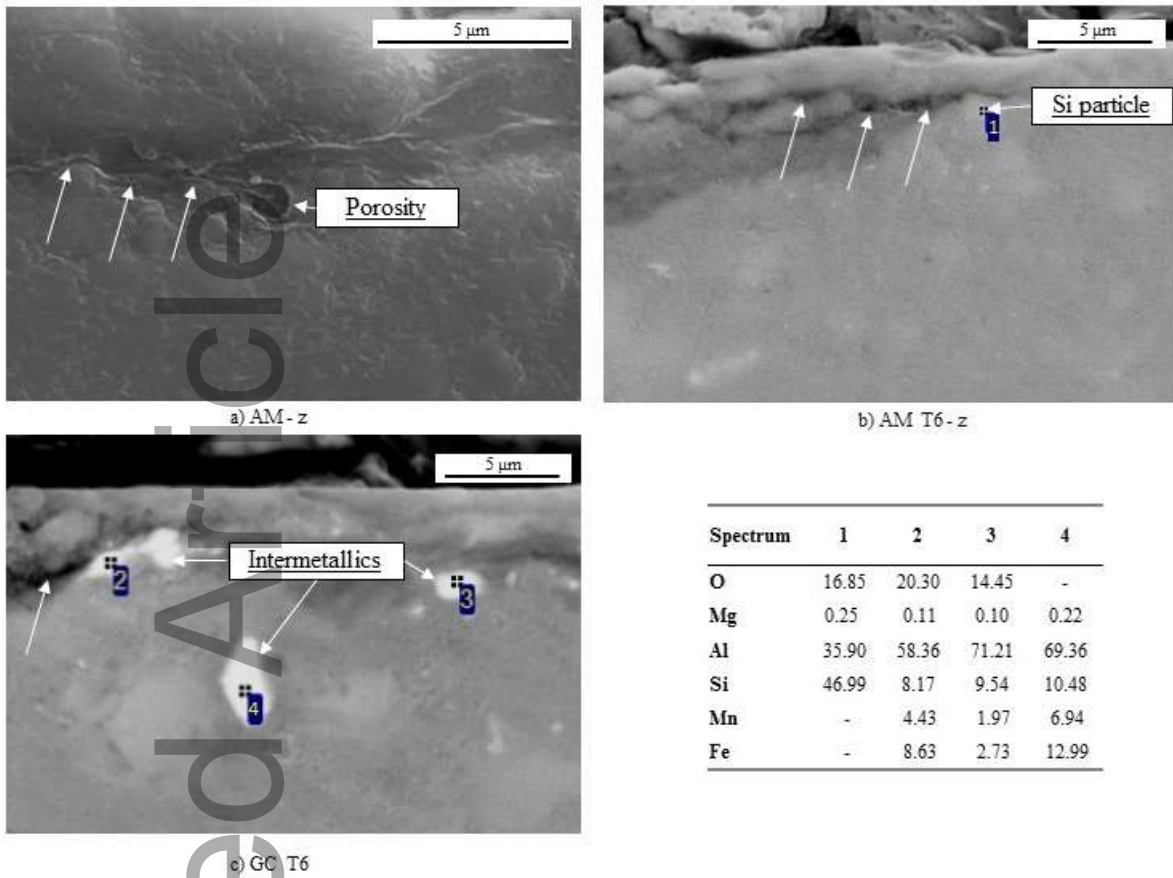 5 µm
Porosity
a) AM - z
5 µm
Si particle
1
b) AM T6 - z
5 µm
Intermetallics
2
3
4
c) GC T6
Spectrum 1 2 3 4
O 16.85 20.30 14.45 -
Mg 0.25 0.11 0.10 0.22
Al 35.90 58.36 71.21 69.36
Si 46.99 8.17 9.54 10.48
Mn - 4.43 1.97 6.94
Fe - 8.63 2.73 12.99
ed Article